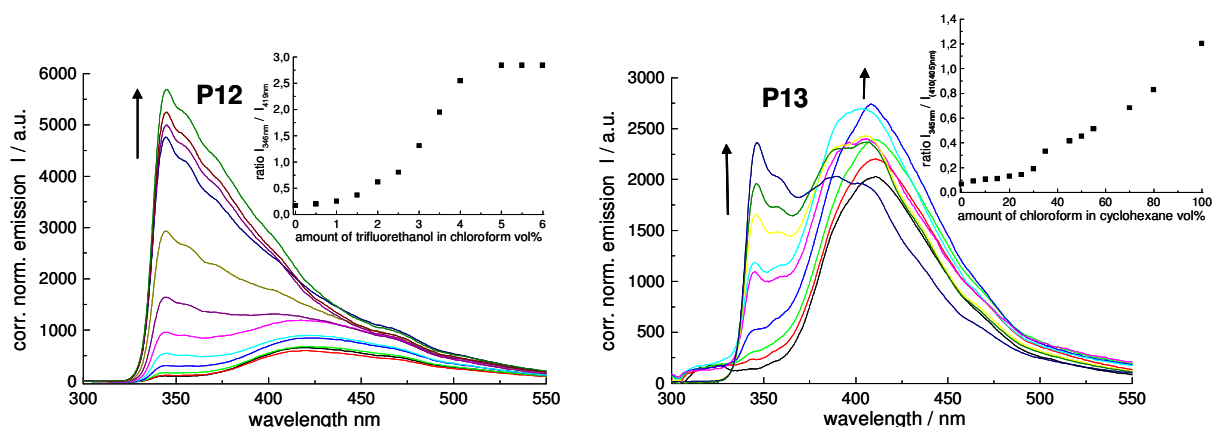 P12
6000
5000
4000
3000
2000
1000
0
corr. norm. emission I / a.u.
300 350 400 450 500 550
wavelength nm
3,0
2,5
2,0
1,5
1,0
0,5
0,0
ratio I346nm / I419nm
0 1 2 3 4 5 6
amount of trifluorethanol in chloroform vol%
P13
3000
2500
2000
1500
1000
500
0
corr. norm. emission I / a.u.
300 350 400 450 500 550
wavelength / nm
1,4
1,2
1,0
0,8
0,6
0,4
0,2
0,0
ratio I345nm / I(410(405)nm)
0 20 40 60 80 100
amount of chloroform in cyclohexane vol%